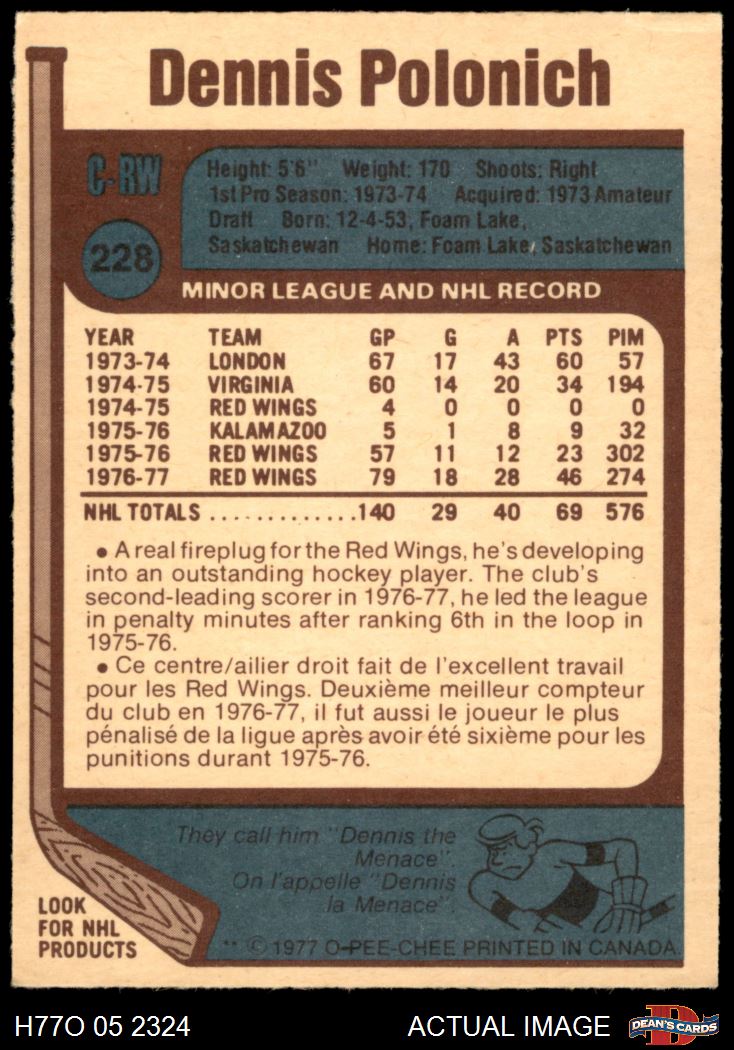 Dennis Polonich
C-RW
Height: 5'6" Weight: 170 Shoots: Right
1st Pro Season: 1973-74 Acquired: 1973 Amateur
Draft Born: 12-4-53, Foam Lake,
Saskatchewan Home: Foam Lake, Saskatchewan
228
MINOR LEAGUE AND NHL RECORD
YEAR TEAM GP G A PTS PIM
1973-74 LONDON 67 17 43 60 57
1974-75 VIRGINIA 60 14 20 34 194
1974-75 RED WINGS 4 0 0 0 0
1975-76 KALAMAZOO 5 1 8 9 32
1975-76 RED WINGS 57 11 12 23 302
1976-77 RED WINGS 79 18 28 46 274
NHL TOTALS .............140 29 40 69 576
• A real fireplug for the Red Wings, he's developing
into an outstanding hockey player. The club's
second-leading scorer in 1976-77, he led the league
in penalty minutes after ranking 6th in the loop in
1975-76.
• Ce centre/ailier droit fait de l'excellent travail
pour les Red Wings. Deuxième meilleur compteur
du club en 1976-77, il fut aussi le joueur le plus
pénalisé de la ligue après avoir été sixième pour les
punitions durant 1975-76.
They call him "Dennis the
Menace".
On l'appelle "Dennis
la Menace".
LOOK
FOR NHL
PRODUCTS
** © 1977 O-PEE-CHEE PRINTED IN CANADA
H77O 05 2324 ACTUAL IMAGE
D
DEAN'S CARDS